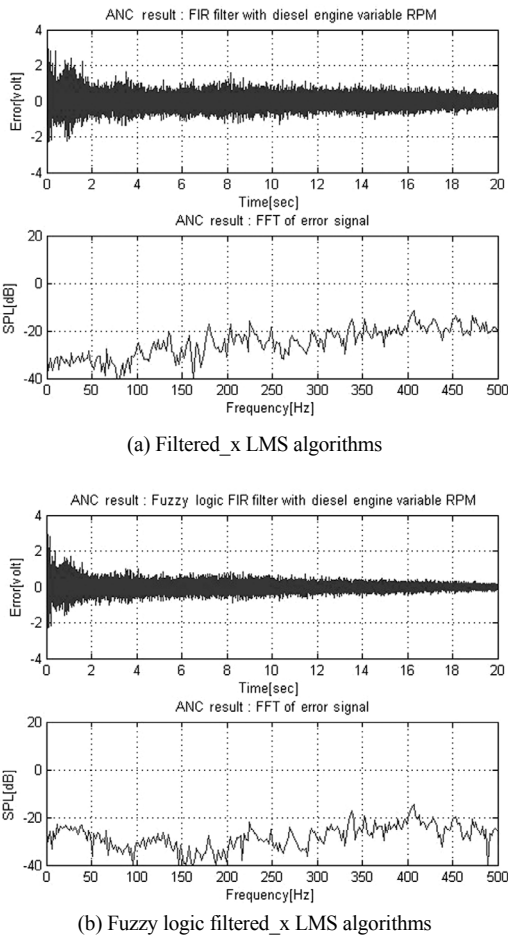 ANC result : FIR filter with diesel engine variable RPM
4
2
0
-2
-4
Error[volt]
0 2 4 6 8 10 12 14 16 18 20
Time[sec]
ANC result : FFT of error signal
20
0
-20
-40
SPL[dB]
0 50 100 150 200 250 300 350 400 450 500
Frequency[Hz]
(a) Filtered_x LMS algorithms
ANC result : Fuzzy logic FIR filter with diesel engine variable RPM
4
2
0
-2
-4
Error[volt]
0 2 4 6 8 10 12 14 16 18 20
Time[sec]
ANC result : FFT of error signal
20
0
-20
-40
SPL[dB]
0 50 100 150 200 250 300 350 400 450 500
Frequency[Hz]
(b) Fuzzy logic filtered_x LMS algorithms